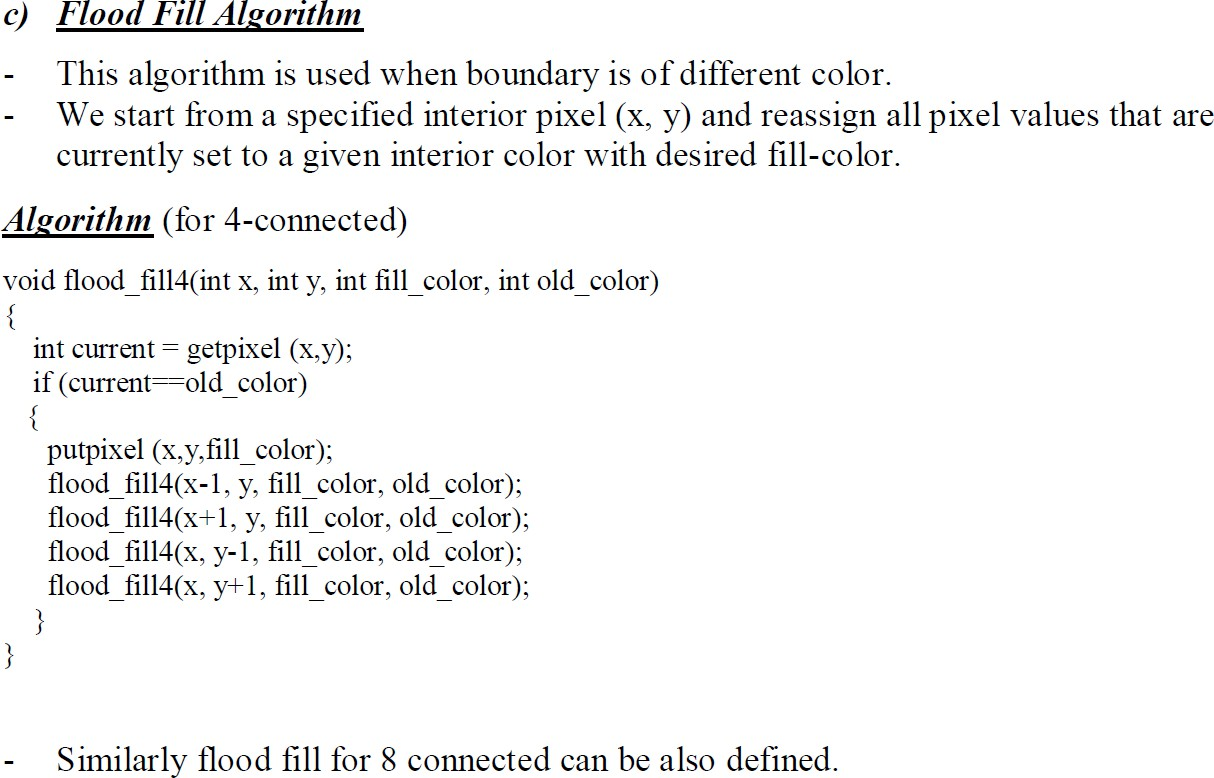 c) Flood Fill Algorithm
- This algorithm is used when boundary is of different color.
- We start from a specified interior pixel (x, y) and reassign all pixel values that are
currently set to a given interior color with desired fill-color.
Algorithm (for 4-connected)
void flood_fill4(int x, int y, int fill_color, int old_color)
{
int current = getpixel (x,y);
if (current==old_color)
{
putpixel (x,y,fill_color);
flood_fill4(x-1, y, fill_color, old_color);
flood_fill4(x+1, y, fill_color, old_color);
flood_fill4(x, y-1, fill_color, old_color);
flood_fill4(x, y+1, fill_color, old_color);
}
}
- Similarly flood fill for 8 connected can be also defined.